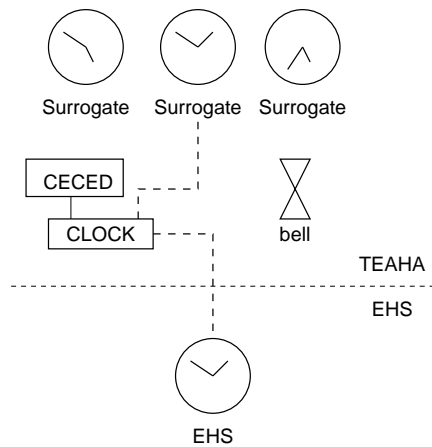 Surrogate Surrogate Surrogate
CECED
CLOCK
bell
TEAHA
EHS
EHS